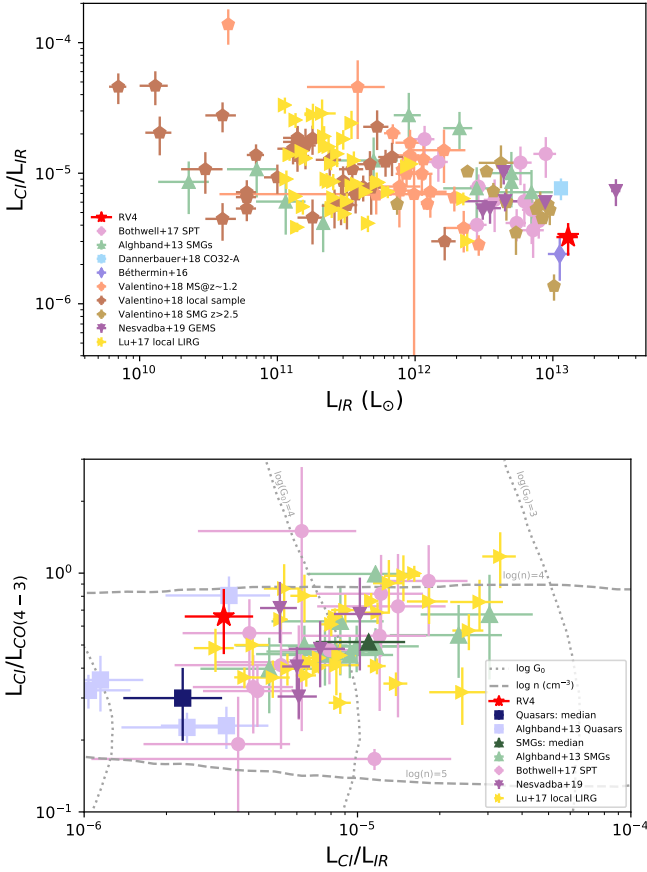 10⁻⁴
10⁻⁵
10⁻⁶
L_CI/L_IR
RV4
Bothwell+17 SPT
Alghband+13 SMGs
Dannerbauer+18 CO32-A
Béthermin+16
Valentino+18 MS@z~1.2
Valentino+18 local sample
Valentino+18 SMG z>2.5
Nesvadba+19 GEMS
Lu+17 local LIRG
10¹⁰ 10¹¹ 10¹² 10¹³
L_IR (L_⊙)
log(G₀)=4
log(G₀)=3
10⁰
log(n)=4
L_CI/L_CO(4−3)
log G₀
log n (cm⁻³)
RV4
Quasars: median
Alghband+13 Quasars
SMGs: median
Alghband+13 SMGs
Bothwell+17 SPT
Nesvadba+19
Lu+17 local LIRG
log(n)=5
10⁻¹
10⁻⁶ 10⁻⁵ 10⁻⁴
L_CI/L_IR